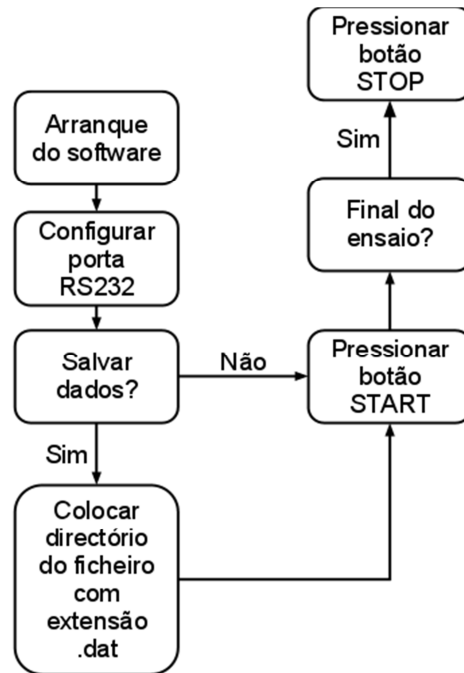 Arranque
do software
Configurar
porta
RS232
Salvar
dados?
Não
Sim
Colocar
directório
do ficheiro
com
extensão
.dat
Pressionar
botão
START
Final do
ensaio?
Sim
Pressionar
botão
STOP